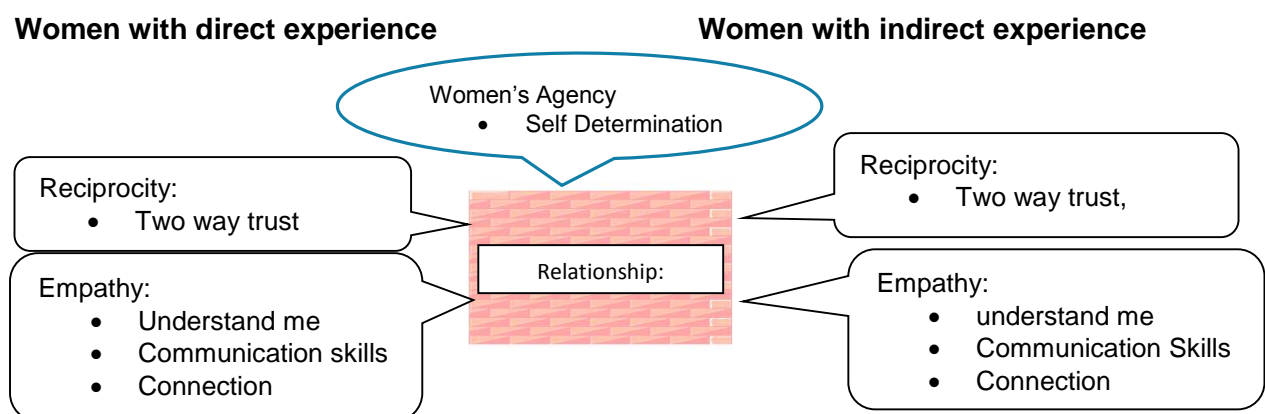 Women with direct experience
Women with indirect experience
Women’s Agency
• Self Determination
Reciprocity:
• Two way trust
Reciprocity:
• Two way trust,
Relationship:
Empathy:
• Understand me
• Communication skills
• Connection
Empathy:
• understand me
• Communication Skills
• Connection